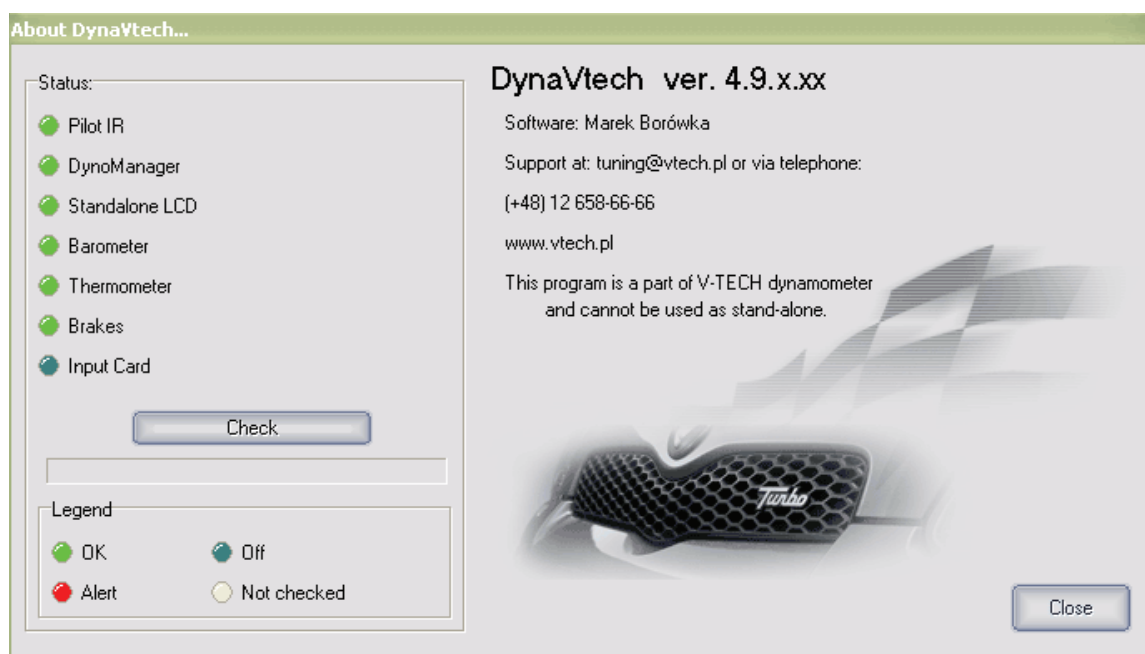 About DynaVtech...
Status:
Pilot IR
DynoManager
Standalone LCD
Barometer
Thermometer
Brakes
Input Card
Check
Legend
OK
Off
Alert
Not checked
DynaVtech ver. 4.9.x.xx
Software: Marek Borówka
Support at: tuning@vtech.pl or via telephone:
(+48) 12 658-66-66
www.vtech.pl
This program is a part of V-TECH dynamometer
and cannot be used as stand-alone.
Turbo
Close